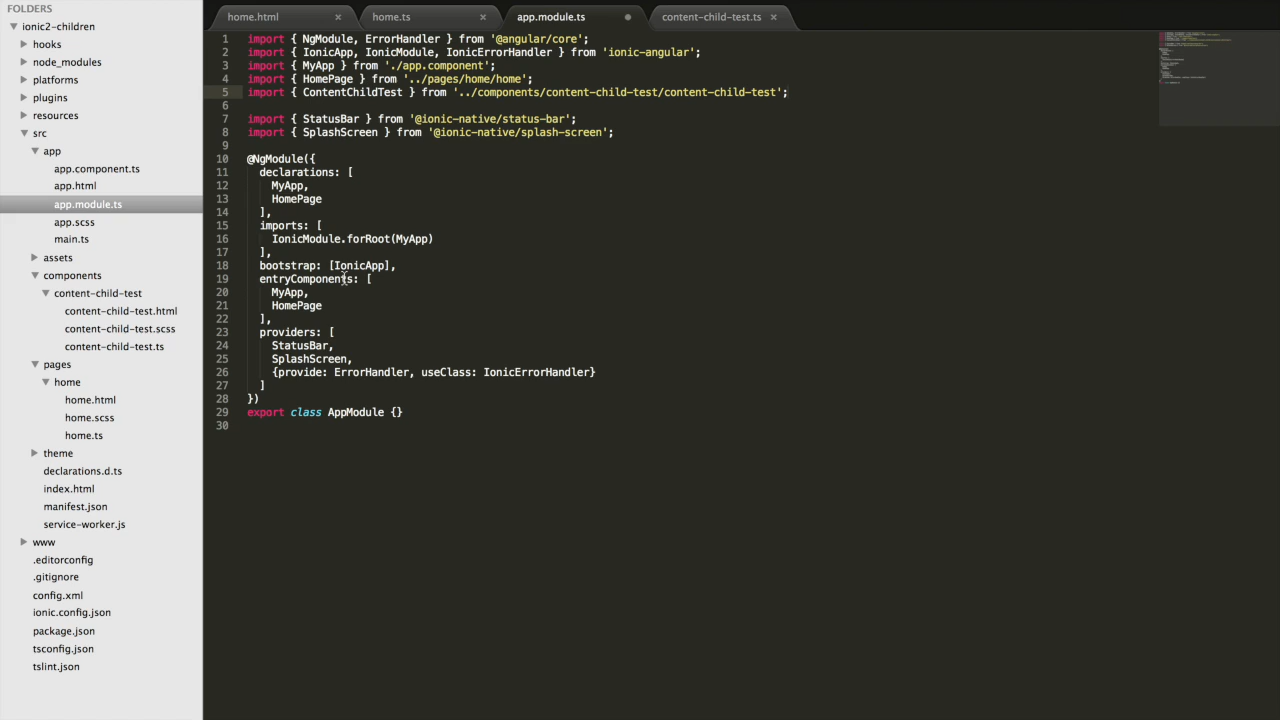 FOLDERS
ionic2-children
hooks
node_modules
platforms
plugins
resources
src
app
app.component.ts
app.html
app.module.ts
app.scss
main.ts
assets
components
content-child-test
content-child-test.html
content-child-test.scss
content-child-test.ts
pages
home
home.html
home.scss
home.ts
theme
declarations.d.ts
index.html
manifest.json
service-worker.js
www
.editorconfig
.gitignore
config.xml
ionic.config.json
package.json
tsconfig.json
tslint.json
home.html × home.ts × app.module.ts content-child-test.ts ×
1 import { NgModule, ErrorHandler } from '@angular/core';
2 import { IonicApp, IonicModule, IonicErrorHandler } from 'ionic-angular';
3 import { MyApp } from './app.component';
4 import { HomePage } from '../pages/home/home';
5 import { ContentChildTest } from '../components/content-child-test/content-child-test';
6
7 import { StatusBar } from '@ionic-native/status-bar';
8 import { SplashScreen } from '@ionic-native/splash-screen';
9
10 @NgModule({
11 declarations: [
12 MyApp,
13 HomePage
14 ],
15 imports: [
16 IonicModule.forRoot(MyApp)
17 ],
18 bootstrap: [IonicApp],
19 entryComponents: [
20 MyApp,
21 HomePage
22 ],
23 providers: [
24 StatusBar,
25 SplashScreen,
26 {provide: ErrorHandler, useClass: IonicErrorHandler}
27 ]
28 })
29 export class AppModule {}
30